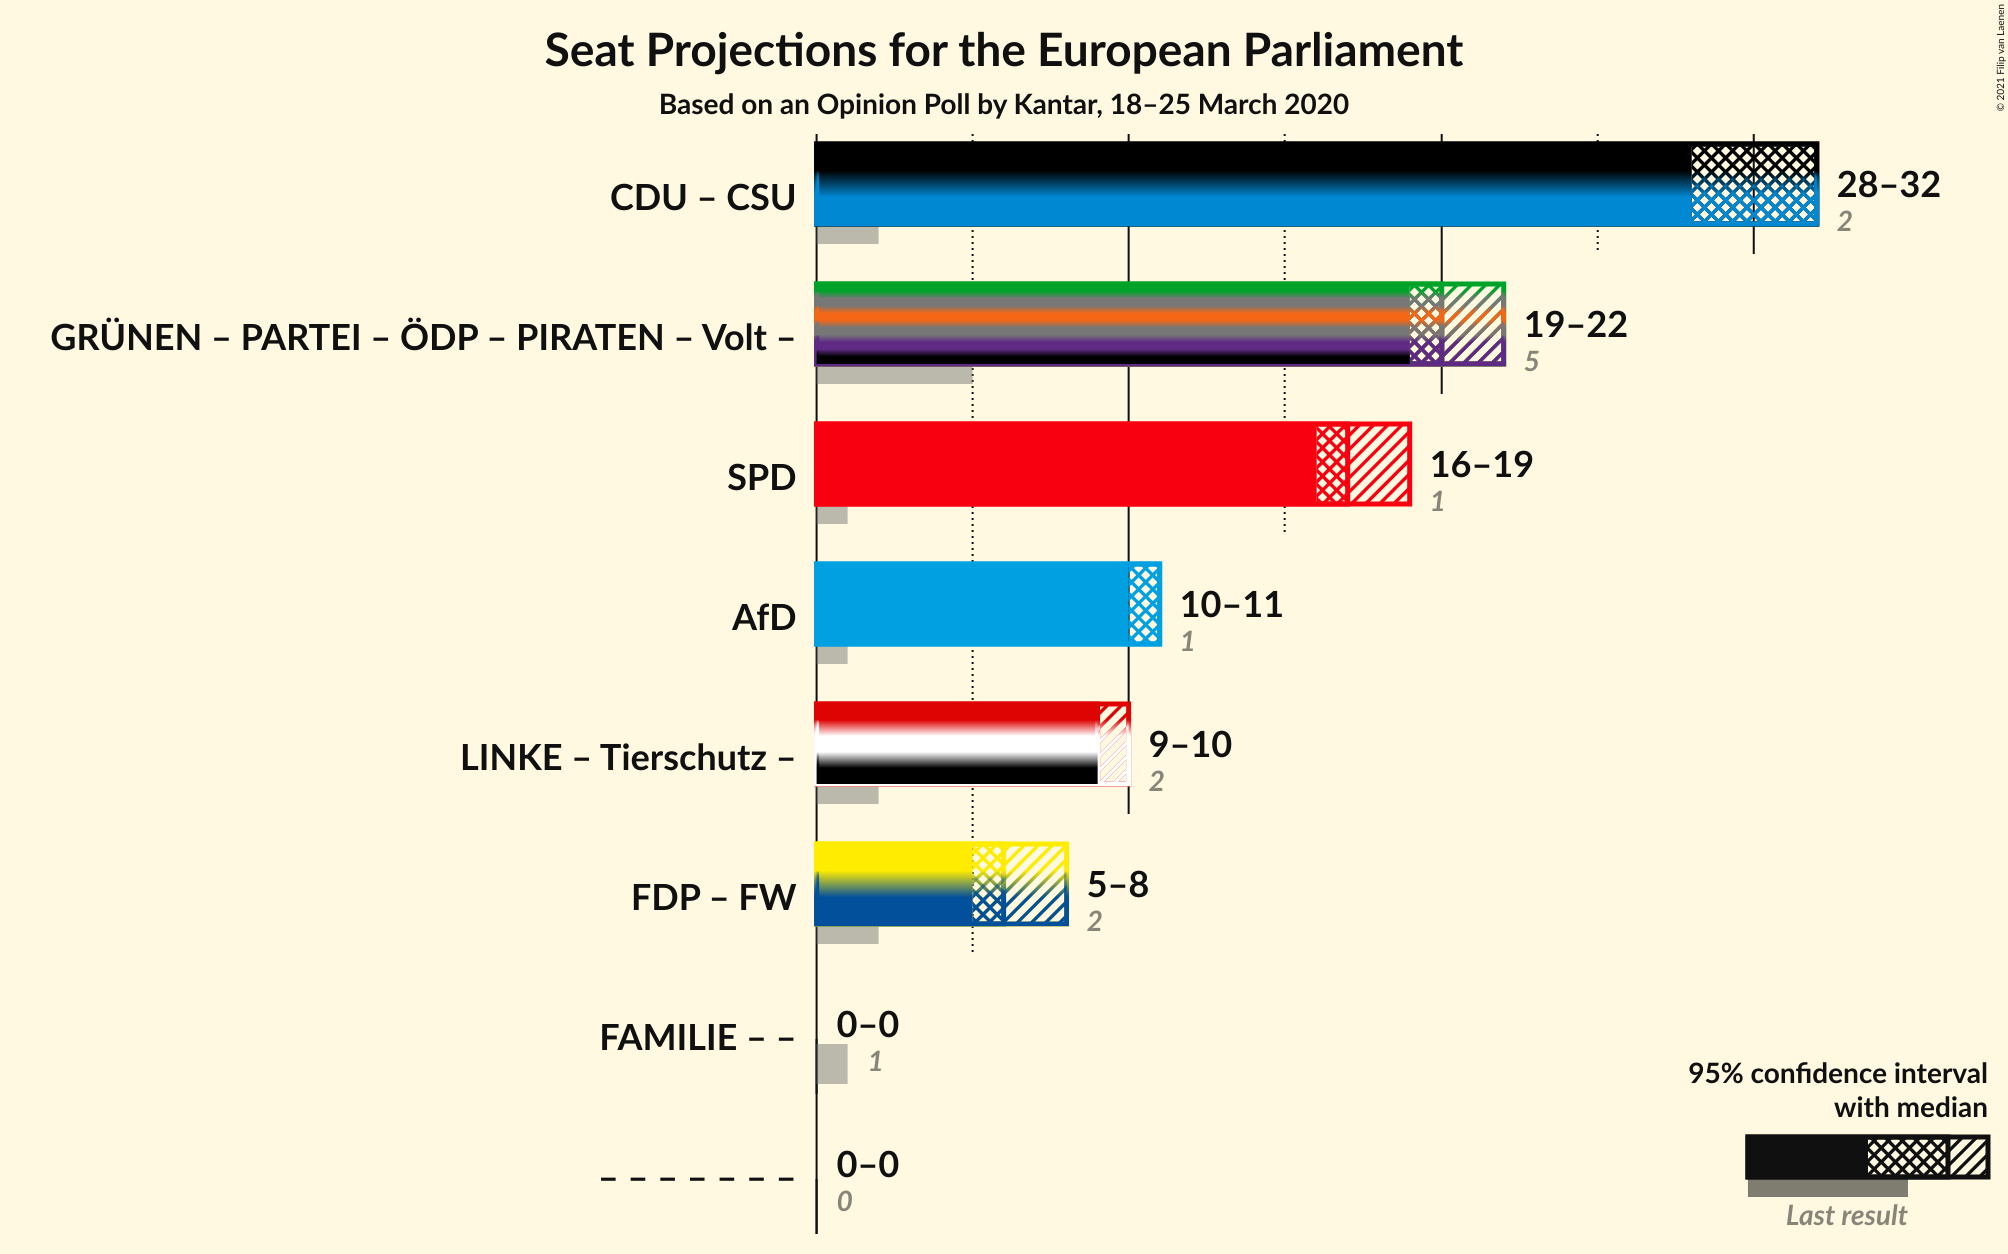 Seat Projections for the European Parliament
Based on an Opinion Poll by Kantar, 18–25 March 2020
© 2021 Filip van Laenen
CDU – CSU
28–32
2
GRÜNEN – PARTEI – ÖDP – PIRATEN – Volt –
19–22
5
SPD
16–19
1
AfD
10–11
1
LINKE – Tierschutz –
9–10
2
FDP – FW
5–8
2
FAMILIE – –
0–0
1
– – – – – – –
0–0
0
95% confidence interval
with median
Last result